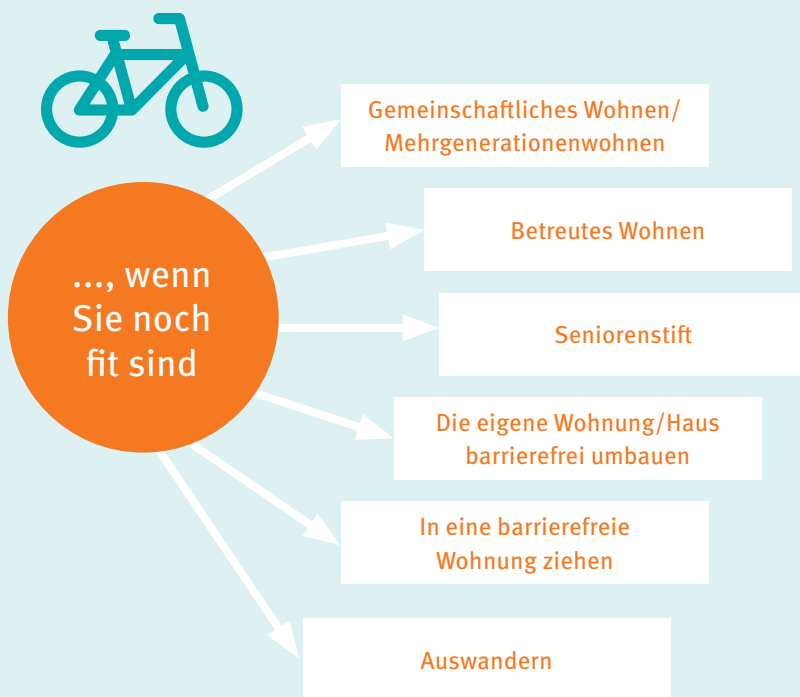 ..., wenn
Sie noch
fit sind
Gemeinschaftliches Wohnen/
Mehrgenerationenwohnen
Betreutes Wohnen
Seniorenstift
Die eigene Wohnung/Haus
barrierefrei umbauen
In eine barrierefreie
Wohnung ziehen
Auswandern